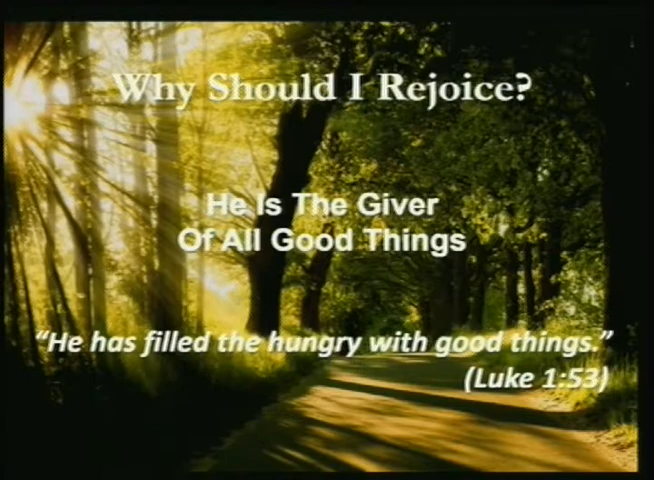 Why Should I Rejoice?
He Is The Giver
Of All Good Things
“He has filled the hungry with good things.”
(Luke 1:53)